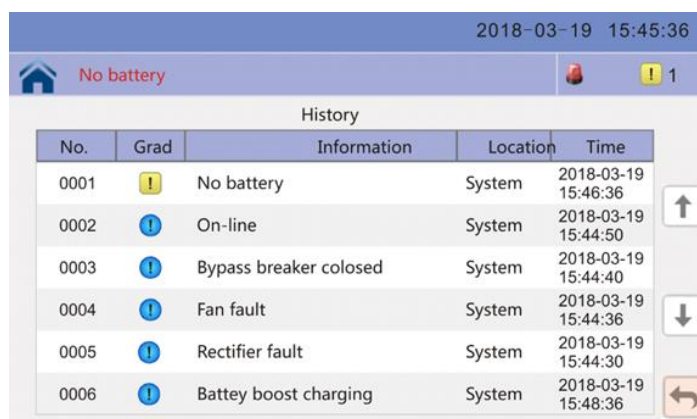 2018-03-19 15:45:36
No battery
! 1
History
No. Grad Information Location Time
0001 ! No battery System 2018-03-19
15:46:36
0002 ! On-line System 2018-03-19
15:44:50
0003 ! Bypass breaker colosed System 2018-03-19
15:44:40
0004 ! Fan fault System 2018-03-19
15:44:36
0005 ! Rectifier fault System 2018-03-19
15:44:30
0006 ! Battey boost charging System 2018-03-19
15:48:36